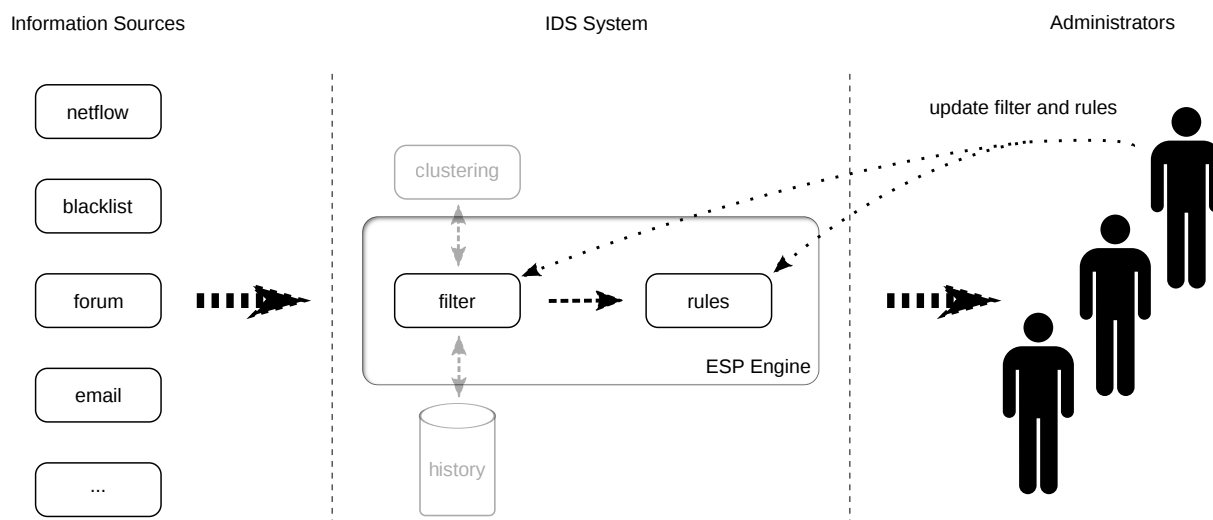 Information Sources
IDS System
Administrators
netflow
blacklist
forum
email
...
clustering
filter
rules
ESP Engine
history
update filter and rules